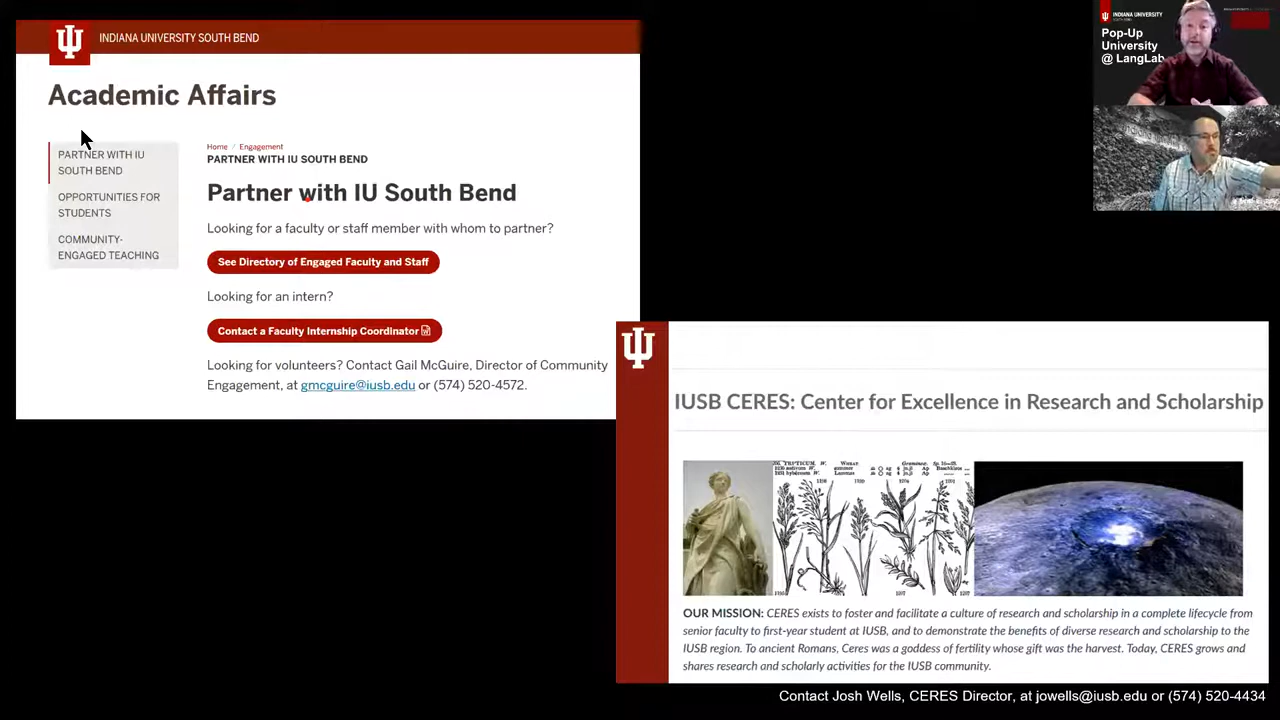 INDIANA UNIVERSITY SOUTH BEND
Academic Affairs
PARTNER WITH IU
SOUTH BEND
OPPORTUNITIES FOR
STUDENTS
COMMUNITY-
ENGAGED TEACHING
Home / Engagement
PARTNER WITH IU SOUTH BEND
Partner with IU South Bend
Looking for a faculty or staff member with whom to partner?
See Directory of Engaged Faculty and Staff
Looking for an intern?
Contact a Faculty Internship Coordinator
Looking for volunteers? Contact Gail McGuire, Director of Community
Engagement, at gmcguire@iusb.edu or (574) 520-4572.
INDIANA UNIVERSITY
Pop-Up
University
@ LangLab
IUSB CERES: Center for Excellence in Research and Scholarship
OUR MISSION: CERES exists to foster and facilitate a culture of research and scholarship in a complete lifecycle from
senior faculty to first-year student at IUSB, and to demonstrate the benefits of diverse research and scholarship to the
IUSB region. To ancient Romans, Ceres was a goddess of fertility whose gift was the harvest. Today, CERES grows and
shares research and scholarly activities for the IUSB community.
Contact Josh Wells, CERES Director, at jowells@iusb.edu or (574) 520-4434